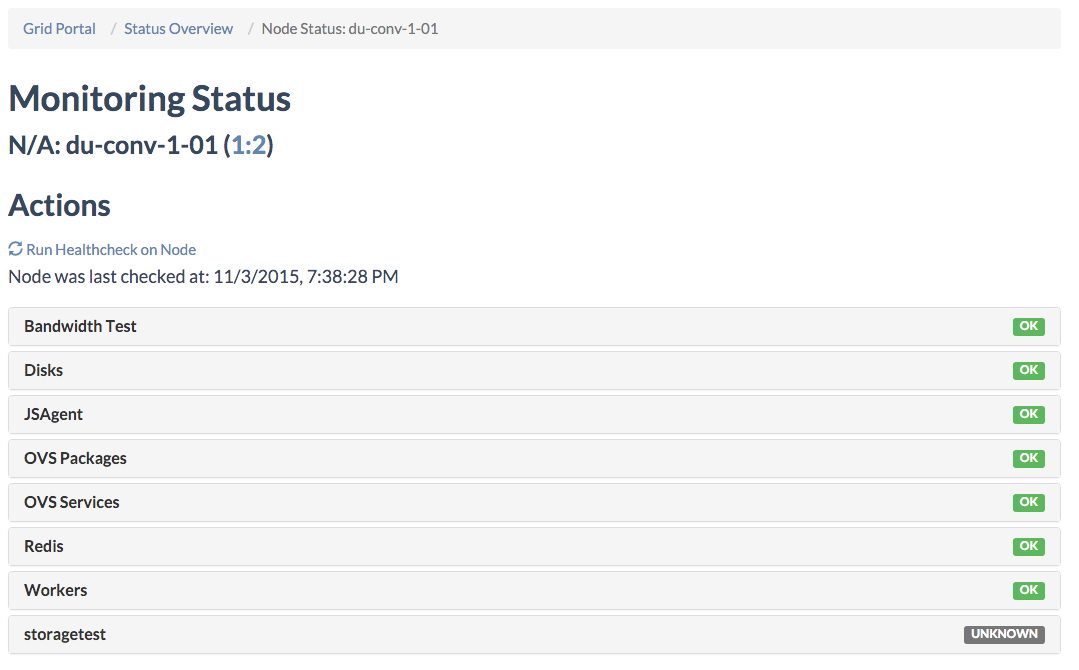 Grid Portal / Status Overview / Node Status: du-conv-1-01
Monitoring Status
N/A: du-conv-1-01 (1:2)
Actions
Run Healthcheck on Node
Node was last checked at: 11/3/2015, 7:38:28 PM
Bandwidth Test OK
Disks OK
JSAgent OK
OVS Packages OK
OVS Services OK
Redis OK
Workers OK
storagetest UNKNOWN